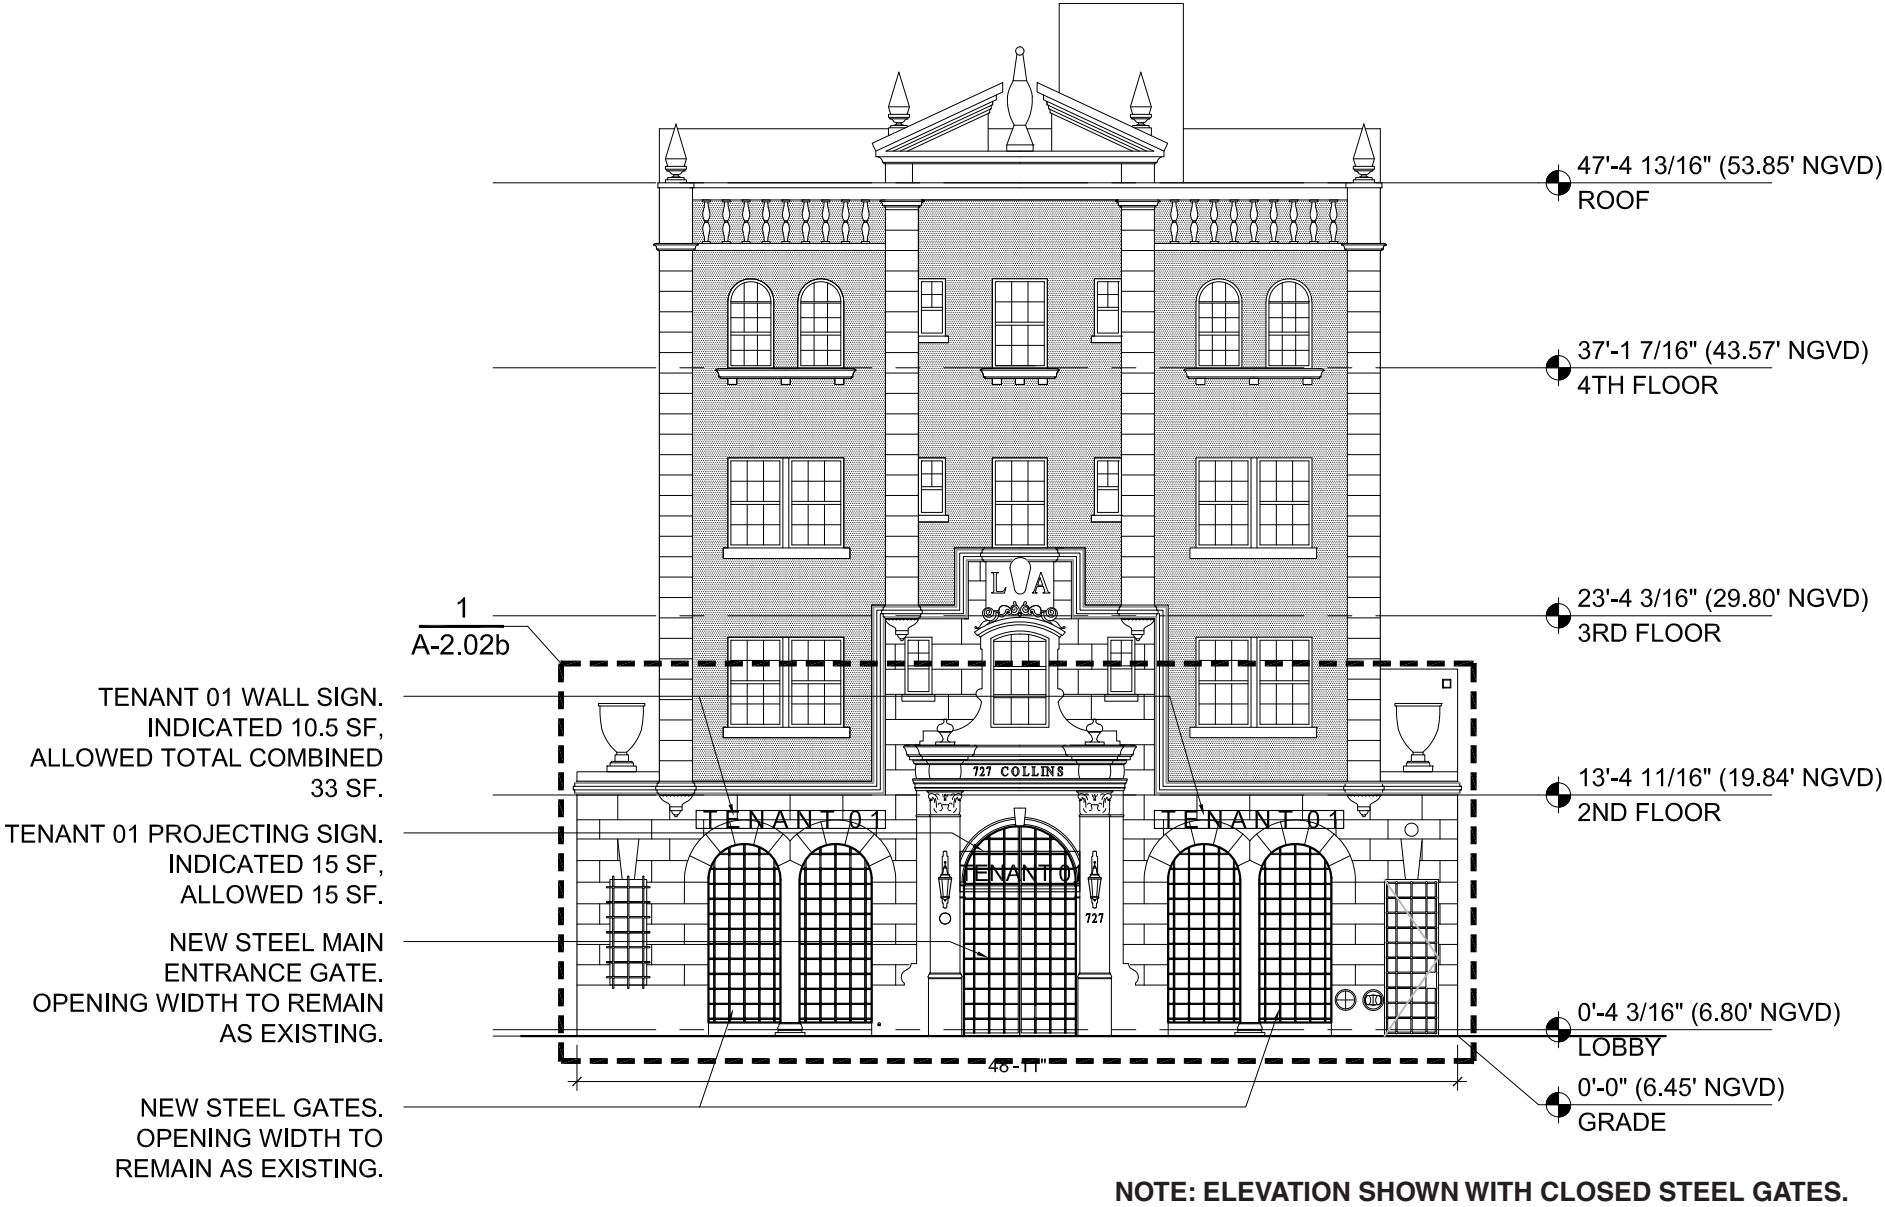 47'-4 13/16" (53.85' NGVD)
ROOF
37'-1 7/16" (43.57' NGVD)
4TH FLOOR
L A
23'-4 3/16" (29.80' NGVD)
3RD FLOOR
1
A-2.02b
TENANT 01 WALL SIGN.
INDICATED 10.5 SF,
ALLOWED TOTAL COMBINED
33 SF.
727 COLLINS
13'-4 11/16" (19.84' NGVD)
2ND FLOOR
TENANT 01
TENANT 01
TENANT 01 PROJECTING SIGN.
INDICATED 15 SF,
ALLOWED 15 SF.
TENANT 01
727
NEW STEEL MAIN
ENTRANCE GATE.
OPENING WIDTH TO REMAIN
AS EXISTING.
0'-4 3/16" (6.80' NGVD)
LOBBY
48'-11"
0'-0" (6.45' NGVD)
GRADE
NEW STEEL GATES.
OPENING WIDTH TO
REMAIN AS EXISTING.
NOTE: ELEVATION SHOWN WITH CLOSED STEEL GATES.